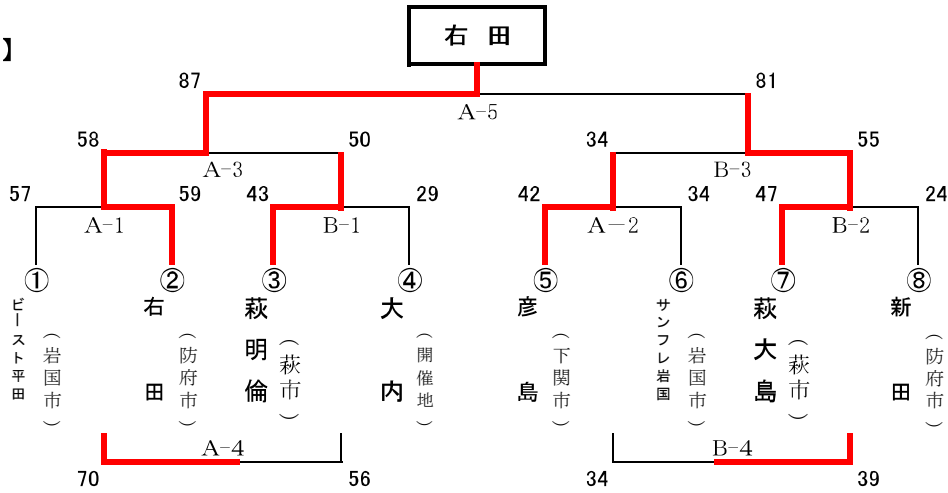 右 田
】
87 81
A-5
58 50 34 55
A-3 B-3
57 59 43 29 42 34 47 24
A-1 B-1 A－2 B-2
① ② ③ ④ ⑤ ⑥ ⑦ ⑧
ビースト平田
（岩国市）
右田
（防府市）
萩明倫
（萩市）
大内
（開催地）
彦島
（下関市）
サンフレ岩国
（岩国市）
萩大島
（萩市）
新田
（防府市）
A-4 B-4
70 56 34 39